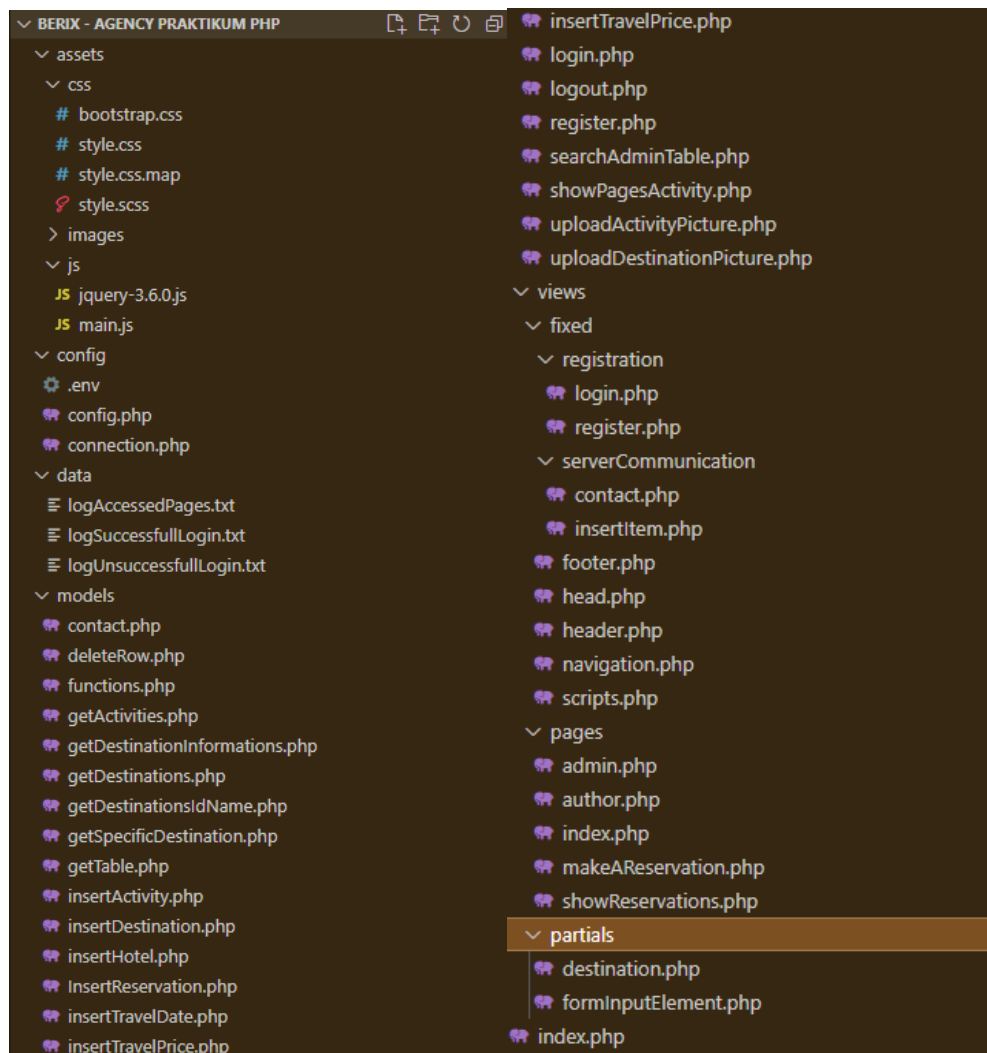 BERIX - AGENCY PRAKTIKUM PHP
assets
css
# bootstrap.css
# style.css
# style.css.map
style.scss
images
js
JS jquery-3.6.0.js
JS main.js
config
.env
config.php
connection.php
data
logAccessedPages.txt
logSuccessfullLogin.txt
logUnsuccessfullLogin.txt
models
contact.php
deleteRow.php
functions.php
getActivities.php
getDestinationInformations.php
getDestinations.php
getDestinationsIdName.php
getSpecificDestination.php
getTable.php
insertActivity.php
insertDestination.php
insertHotel.php
InsertReservation.php
insertTravelDate.php
insertTravelPrice.php
insertTravelPrice.php
login.php
logout.php
register.php
searchAdminTable.php
showPagesActivity.php
uploadActivityPicture.php
uploadDestinationPicture.php
views
fixed
registration
login.php
register.php
serverCommunication
contact.php
insertItem.php
footer.php
head.php
header.php
navigation.php
scripts.php
pages
admin.php
author.php
index.php
makeAReservation.php
showReservations.php
partials
destination.php
formInputElement.php
index.php